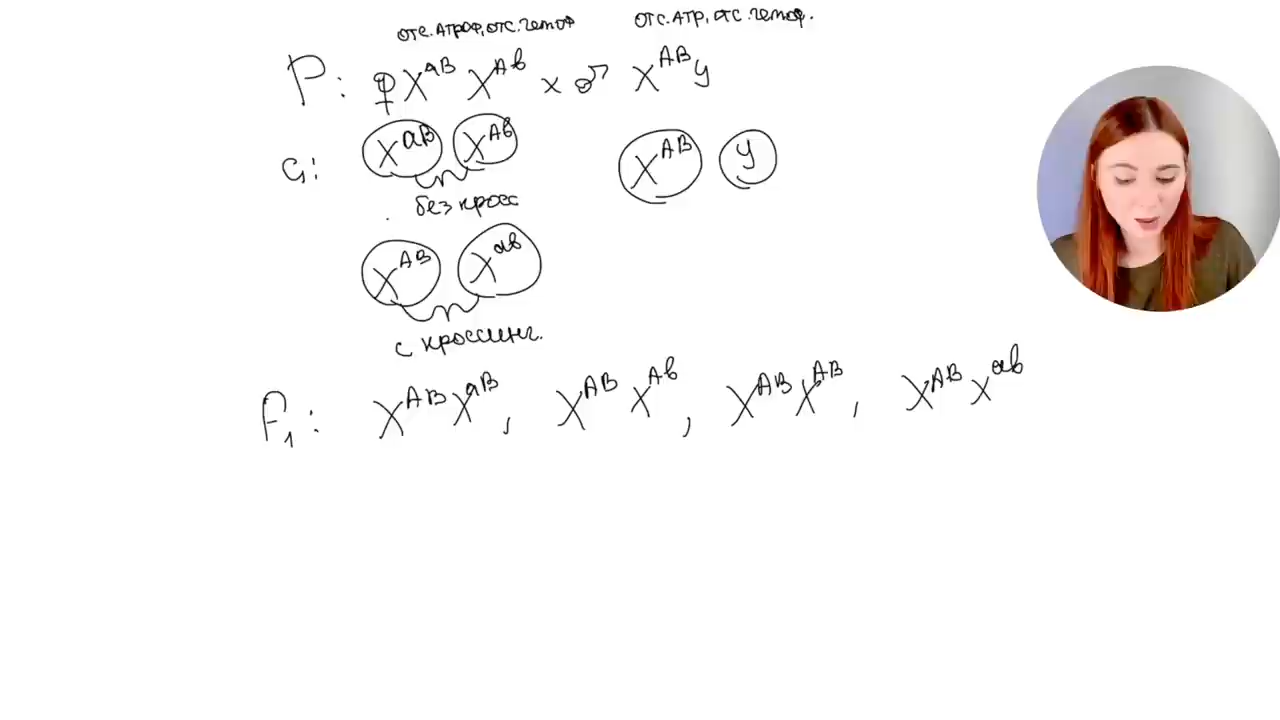 отс. атроф, отс. гемоф отс. атр, отс. гемоф.
P: ♀ X^aB X^Ab x ♂ X^AB y
G: X^aB X^Ab X^AB y
без кросс
X^AB X^ab
с кроссинг.
F₁: X^AB X^aB, X^AB X^Ab, X^AB X^AB, X^AB X^ab